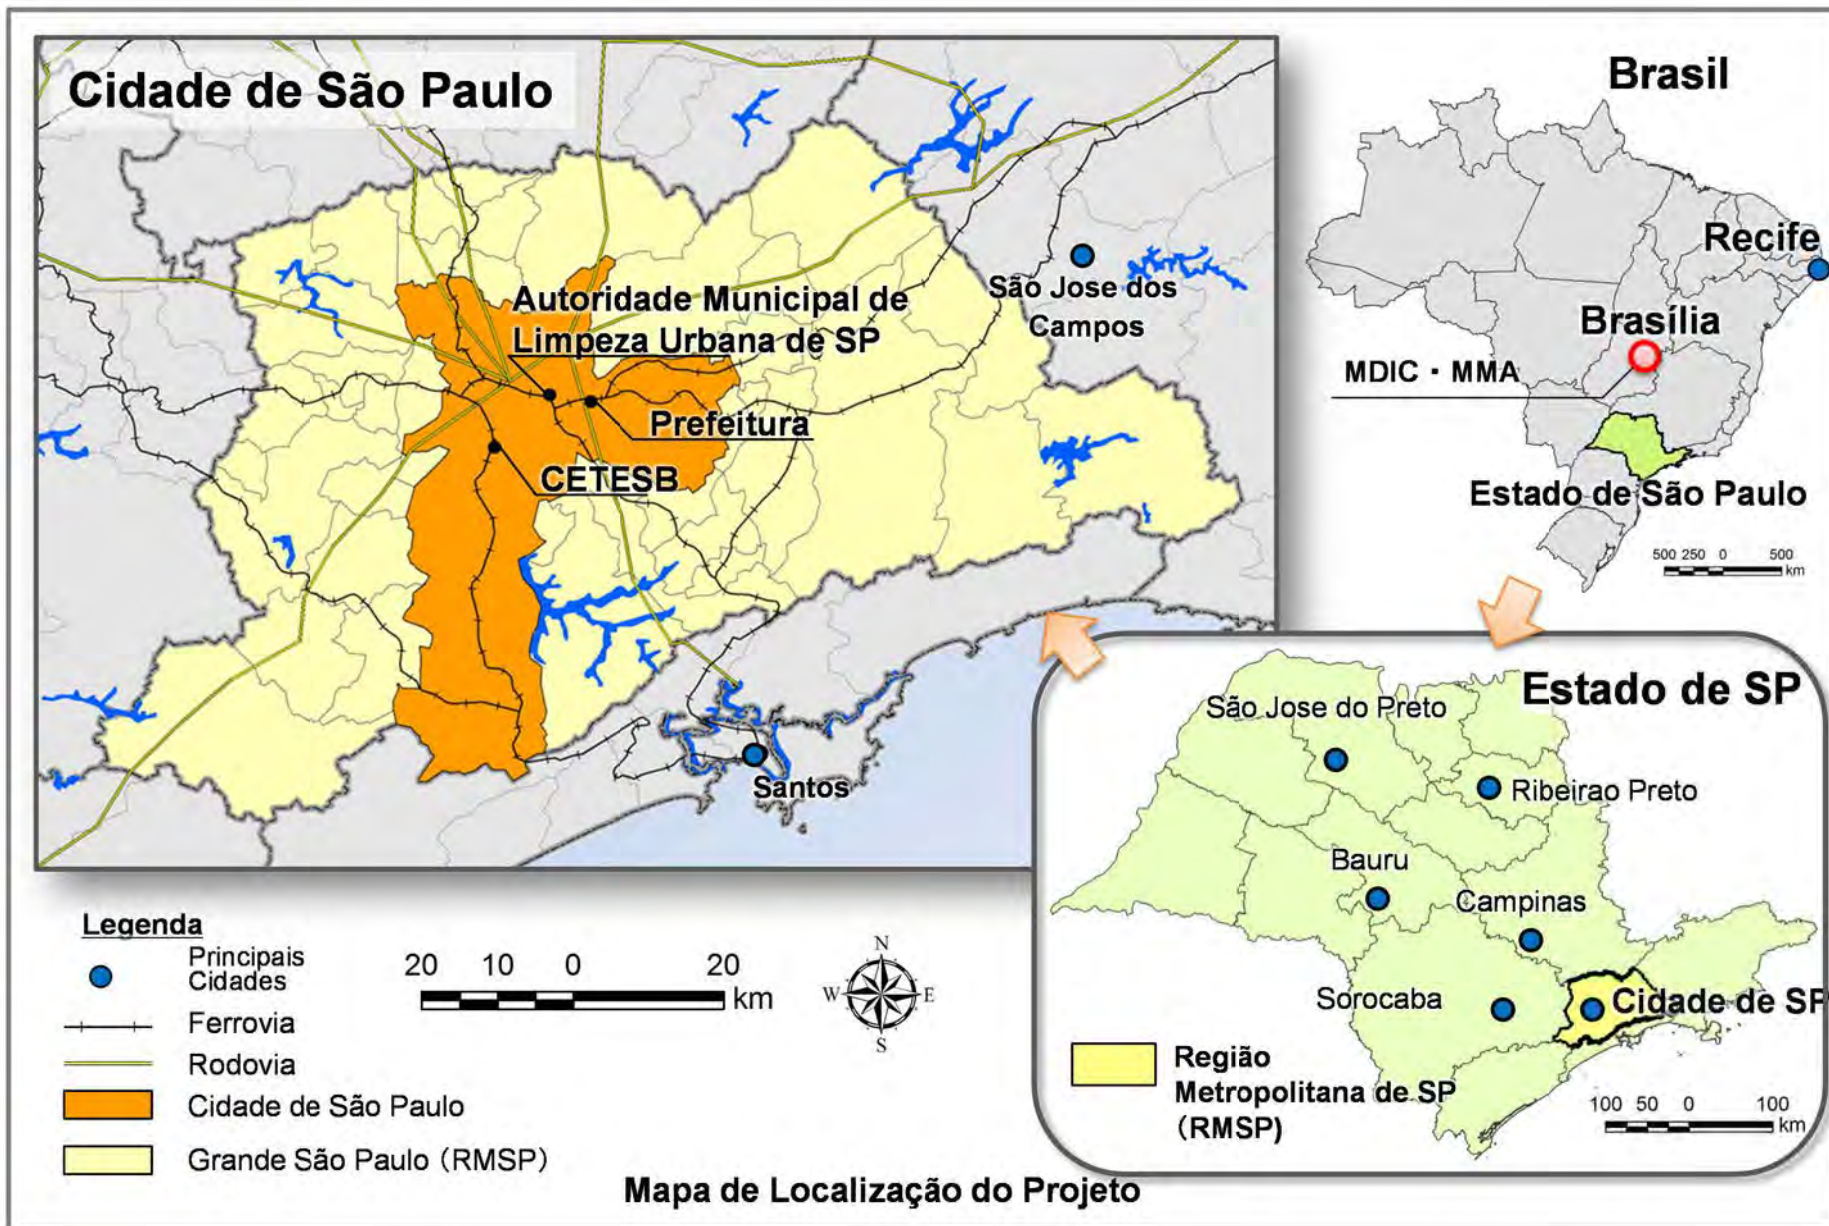 Cidade de São Paulo
Autoridade Municipal de
Limpeza Urbana de SP
Prefeitura
CETESB
São Jose dos
Campos
Santos
Brasil
Recife
Brasília
MDIC・MMA
Estado de São Paulo
500 250 0 500
km
Estado de SP
São Jose do Preto
Ribeirao Preto
Bauru
Campinas
Sorocaba
Cidade de SP
Região
Metropolitana de SP
(RMSP)
100 50 0 100
km
Legenda
Principais
Cidades
Ferrovia
Rodovia
Cidade de São Paulo
Grande São Paulo (RMSP)
20 10 0 20
km
N
W E
S
Mapa de Localização do Projeto